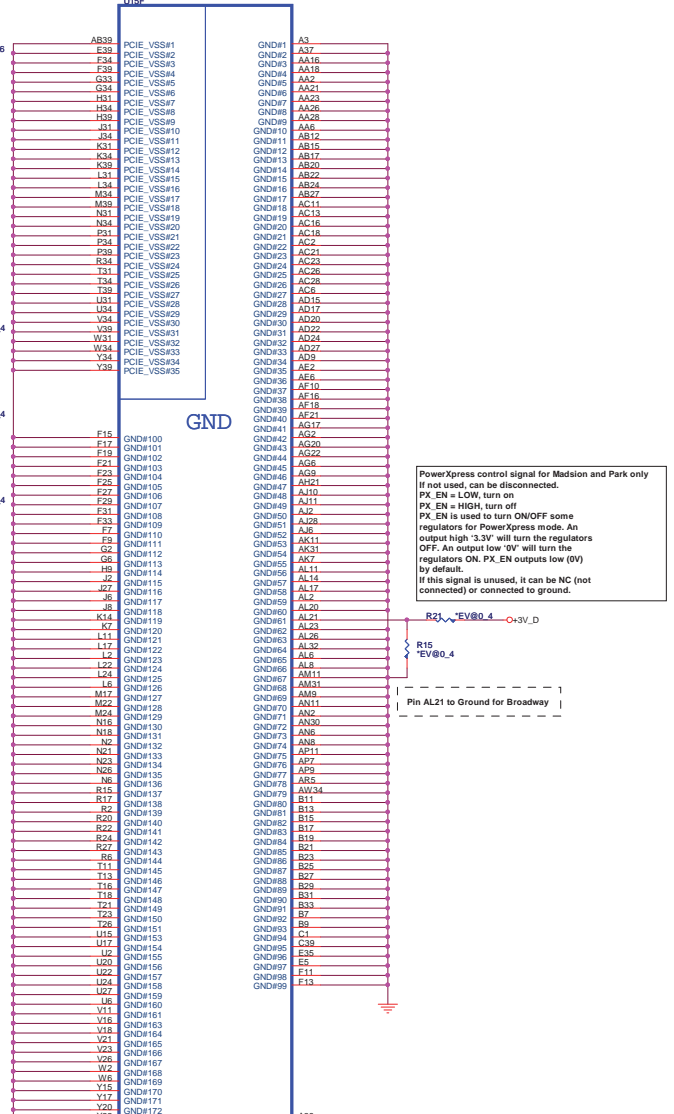 U15F
AB39 PCIE_VSS#1
E39 PCIE_VSS#2
F34 PCIE_VSS#3
F39 PCIE_VSS#4
G33 PCIE_VSS#5
G34 PCIE_VSS#6
H31 PCIE_VSS#7
H34 PCIE_VSS#8
H39 PCIE_VSS#9
J31 PCIE_VSS#10
J34 PCIE_VSS#11
K31 PCIE_VSS#12
K34 PCIE_VSS#13
K39 PCIE_VSS#14
L31 PCIE_VSS#15
L34 PCIE_VSS#16
M34 PCIE_VSS#17
M39 PCIE_VSS#18
N31 PCIE_VSS#19
N34 PCIE_VSS#20
P31 PCIE_VSS#21
P34 PCIE_VSS#22
P39 PCIE_VSS#23
R34 PCIE_VSS#24
T31 PCIE_VSS#25
T34 PCIE_VSS#26
T39 PCIE_VSS#27
U31 PCIE_VSS#28
U34 PCIE_VSS#29
V34 PCIE_VSS#30
V39 PCIE_VSS#31
W31 PCIE_VSS#32
W34 PCIE_VSS#33
Y34 PCIE_VSS#34
Y39 PCIE_VSS#35
GND
F15 GND#100
F17 GND#101
F19 GND#102
F21 GND#103
F23 GND#104
F25 GND#105
F27 GND#106
F29 GND#107
F31 GND#108
F33 GND#109
F7 GND#110
F9 GND#111
G2 GND#112
G6 GND#113
H9 GND#114
J2 GND#115
J27 GND#116
J6 GND#117
J8 GND#118
K14 GND#119
K7 GND#120
L11 GND#121
L17 GND#122
L2 GND#123
L22 GND#124
L24 GND#125
L6 GND#126
M17 GND#127
M22 GND#128
M24 GND#129
N16 GND#130
N18 GND#131
N2 GND#132
N21 GND#133
N23 GND#134
N26 GND#135
N6 GND#136
R15 GND#137
R17 GND#138
R2 GND#139
R20 GND#140
R22 GND#141
R24 GND#142
R27 GND#143
R6 GND#144
T11 GND#145
T13 GND#146
T16 GND#147
T18 GND#148
T21 GND#149
T23 GND#150
T26 GND#151
U15 GND#153
U17 GND#154
U2 GND#155
U20 GND#156
U22 GND#157
U24 GND#158
U27 GND#159
U6 GND#160
V11 GND#161
V16 GND#163
V18 GND#164
V21 GND#165
V23 GND#166
V26 GND#167
W2 GND#168
W6 GND#169
Y15 GND#170
Y17 GND#171
Y20 GND#172
GND#1 A3
GND#2 A37
GND#3 AA16
GND#4 AA18
GND#5 AA2
GND#6 AA21
GND#7 AA23
GND#8 AA26
GND#9 AA28
GND#10 AA6
GND#11 AB12
GND#12 AB15
GND#13 AB17
GND#14 AB20
GND#15 AB22
GND#16 AB24
GND#17 AB27
GND#18 AC11
GND#19 AC13
GND#20 AC16
GND#21 AC18
GND#22 AC2
GND#23 AC21
GND#24 AC23
GND#25 AC26
GND#26 AC28
GND#27 AC6
GND#28 AD15
GND#29 AD17
GND#30 AD20
GND#31 AD22
GND#32 AD24
GND#33 AD27
GND#34 AD9
GND#35 AE2
GND#36 AE6
GND#37 AF10
GND#38 AF16
GND#39 AF18
GND#40 AF21
GND#41 AG17
GND#42 AG2
GND#43 AG20
GND#44 AG22
GND#45 AG6
GND#46 AG9
GND#47 AH21
GND#48 AJ10
GND#49 AJ11
GND#50 AJ2
GND#51 AJ28
GND#52 AJ6
GND#53 AK11
GND#54 AK31
GND#55 AK7
GND#56 AL11
GND#57 AL14
GND#58 AL17
GND#59 AL2
GND#60 AL20
GND#61 AL21
GND#62 AL23
GND#63 AL26
GND#64 AL32
GND#65 AL6
GND#66 AL8
GND#67 AM11
GND#68 AM31
GND#69 AM9
GND#70 AN11
GND#71 AN2
GND#72 AN30
GND#73 AN6
GND#74 AN8
GND#75 AP11
GND#76 AP7
GND#77 AP9
GND#78 AR5
GND#79 AW34
GND#80 B11
GND#81 B13
GND#82 B15
GND#83 B17
GND#84 B19
GND#85 B21
GND#86 B23
GND#87 B25
GND#88 B27
GND#89 B29
GND#90 B31
GND#91 B33
GND#92 B7
GND#93 B9
GND#94 C1
GND#95 C39
GND#96 E35
GND#97 E5
GND#98 F11
GND#99 F13
PowerXpress control signal for Madsion and Park only
If not used, can be disconnected.
PX_EN = LOW, turn on
PX_EN = HIGH, turn off
PX_EN is used to turn ON/OFF some
regulators for PowerXpress mode. An
output high '3.3V' will turn the regulators
OFF. An output low '0V' will turn the
regulators ON. PX_EN outputs low (0V)
by default.
If this signal is unused, it can be NC (not
connected) or connected to ground.
R21 *EV@0_4 +3V_D
R15
*EV@0_4
Pin AL21 to Ground for Broadway